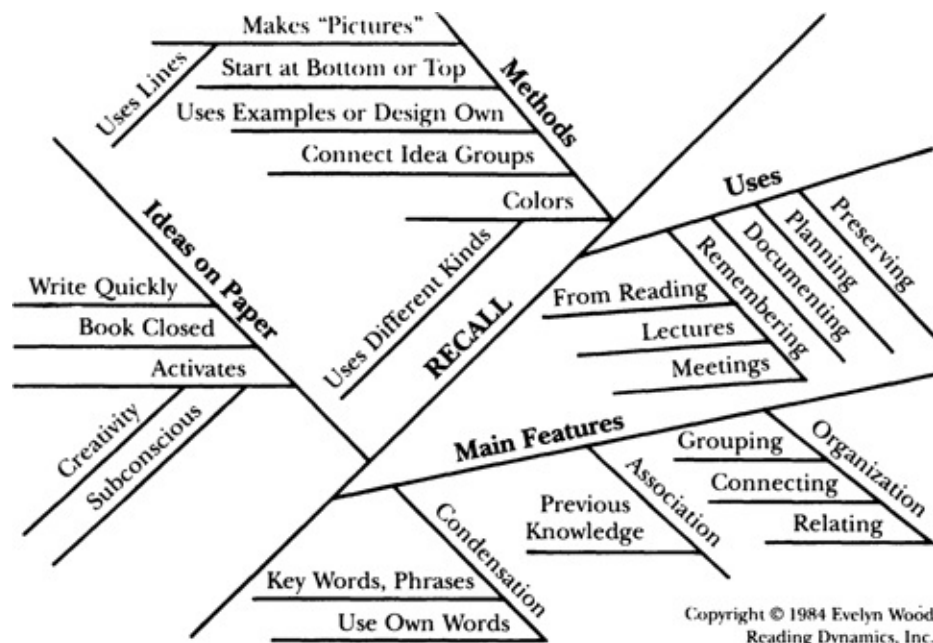 Makes "Pictures"
Uses Lines
Start at Bottom or Top
Uses Examples or Design Own
Connect Idea Groups
Colors
Uses Different Kinds
Methods
Ideas on Paper
Write Quickly
Book Closed
Activates
Creativity
Subconscious
RECALL
Uses
Preserving
Planning
Documenting
Remembering
From Reading
Lectures
Meetings
Main Features
Organization
Grouping
Connecting
Relating
Association
Previous
Knowledge
Condensation
Key Words, Phrases
Use Own Words
Copyright © 1984 Evelyn Wood
Reading Dynamics, Inc.